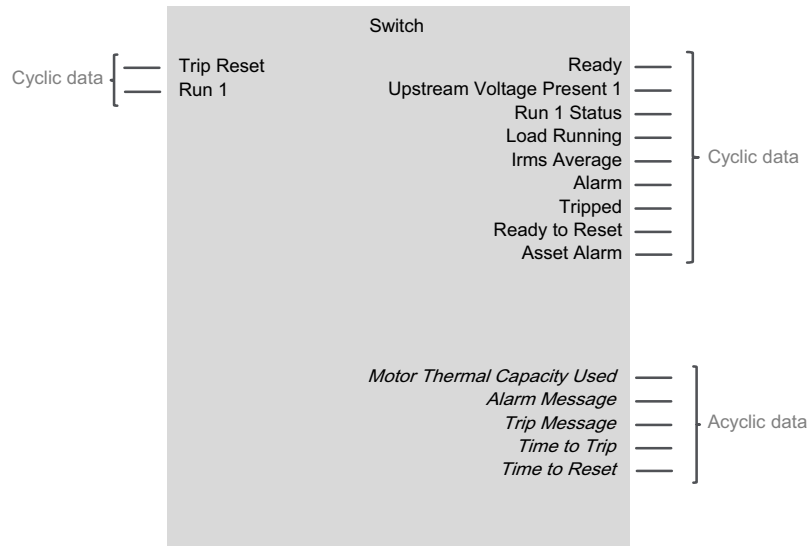 Switch
Cyclic data
Trip Reset
Run 1
Ready
Upstream Voltage Present 1
Run 1 Status
Load Running
Irms Average
Alarm
Tripped
Ready to Reset
Asset Alarm
Cyclic data
Motor Thermal Capacity Used
Alarm Message
Trip Message
Time to Trip
Time to Reset
Acyclic data